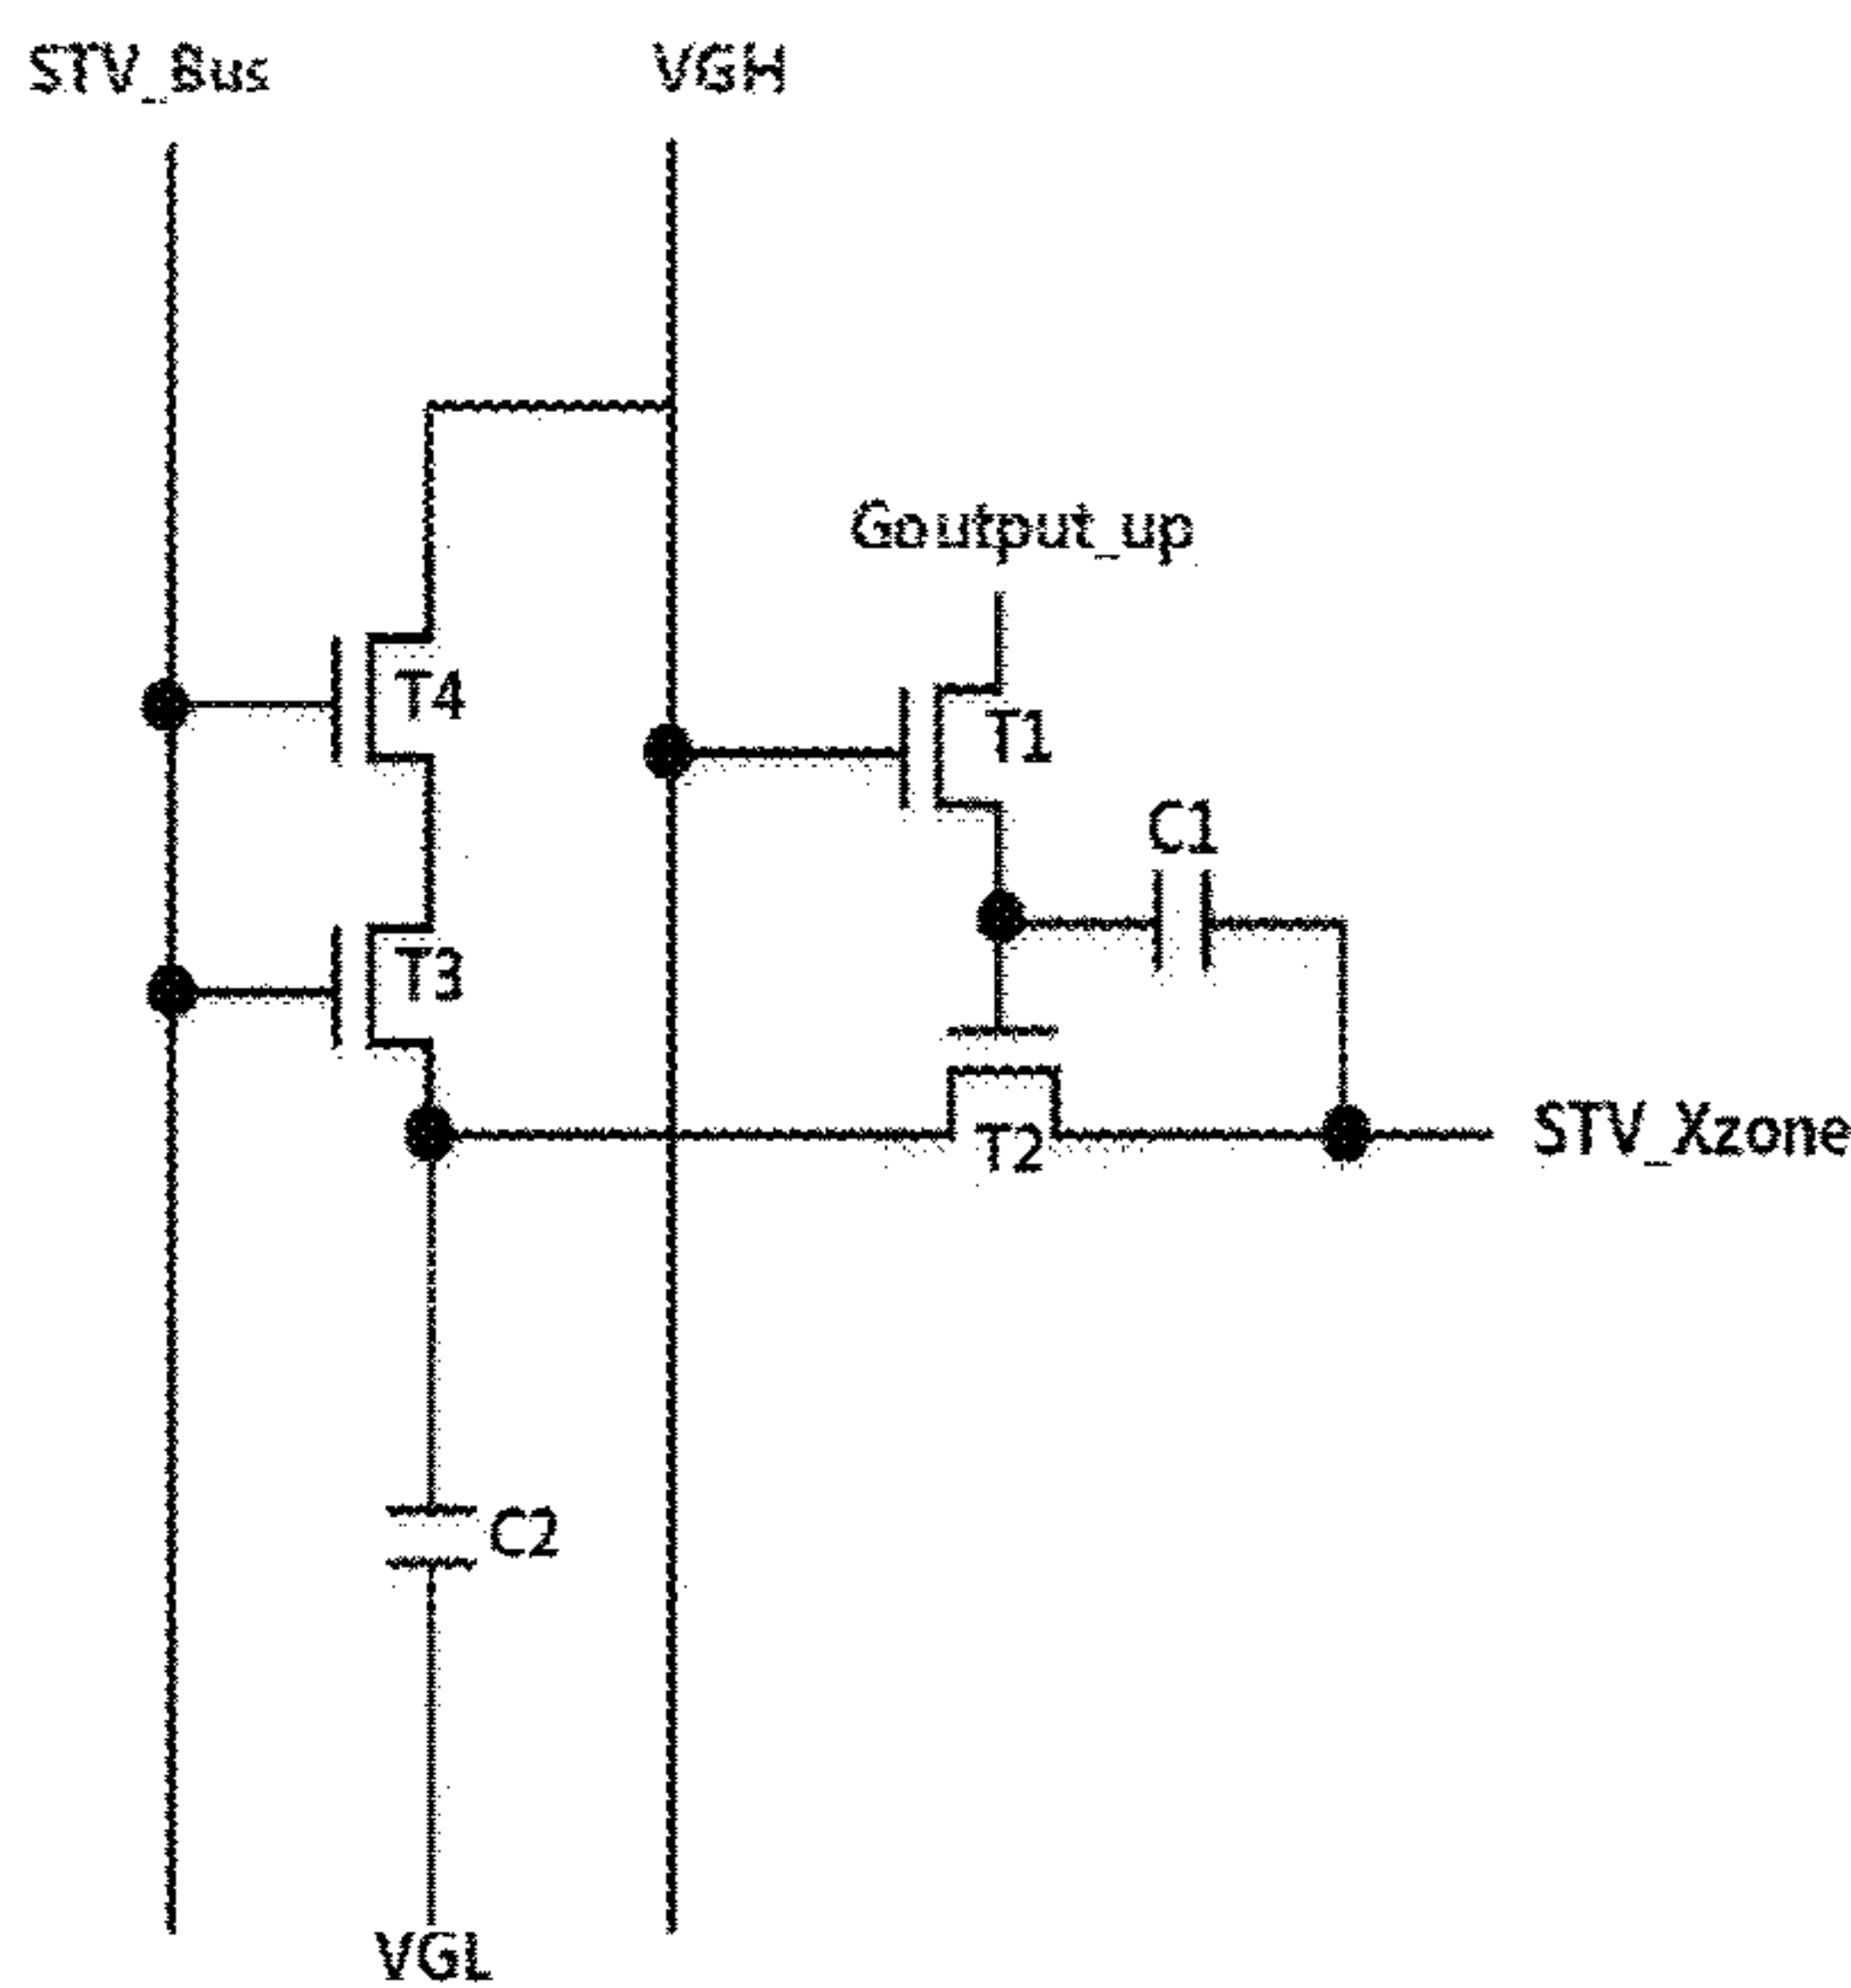 STV_Bus VGH
Goutput_up
T4
T1
C1
T3
STV_Xzone
T2
C2
VGL